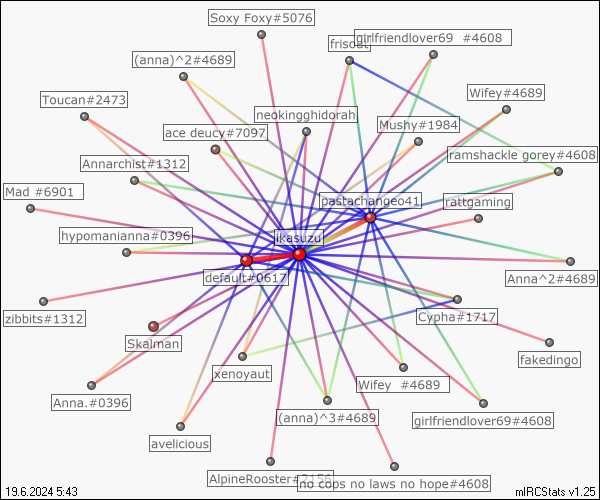 Soxy Foxy#5076
girlfriendlover69 #4608
frisoat
(anna)^2#4689
Toucan#2473
Wifey#4689
neokingghidorah
Mushy#1984
ace deucy#7097
Annarchist#1312
ramshackle gorey#4608
Mad #6901
pastachangeo41
rattgaming
hypomaniamia#0396
ikasuzu
default#0617
Anna^2#4689
zibbits#1312
Cypha#1717
Skalman
fakedingo
xenoyaut
Wifey #4689
Anna.#0396
(anna)^3#4689
girlfriendlover69#4608
avelicious
AlpineRooster#2156
no cops no laws no hope#4608
19.6.2024 5:43
mIRCStats v1.25